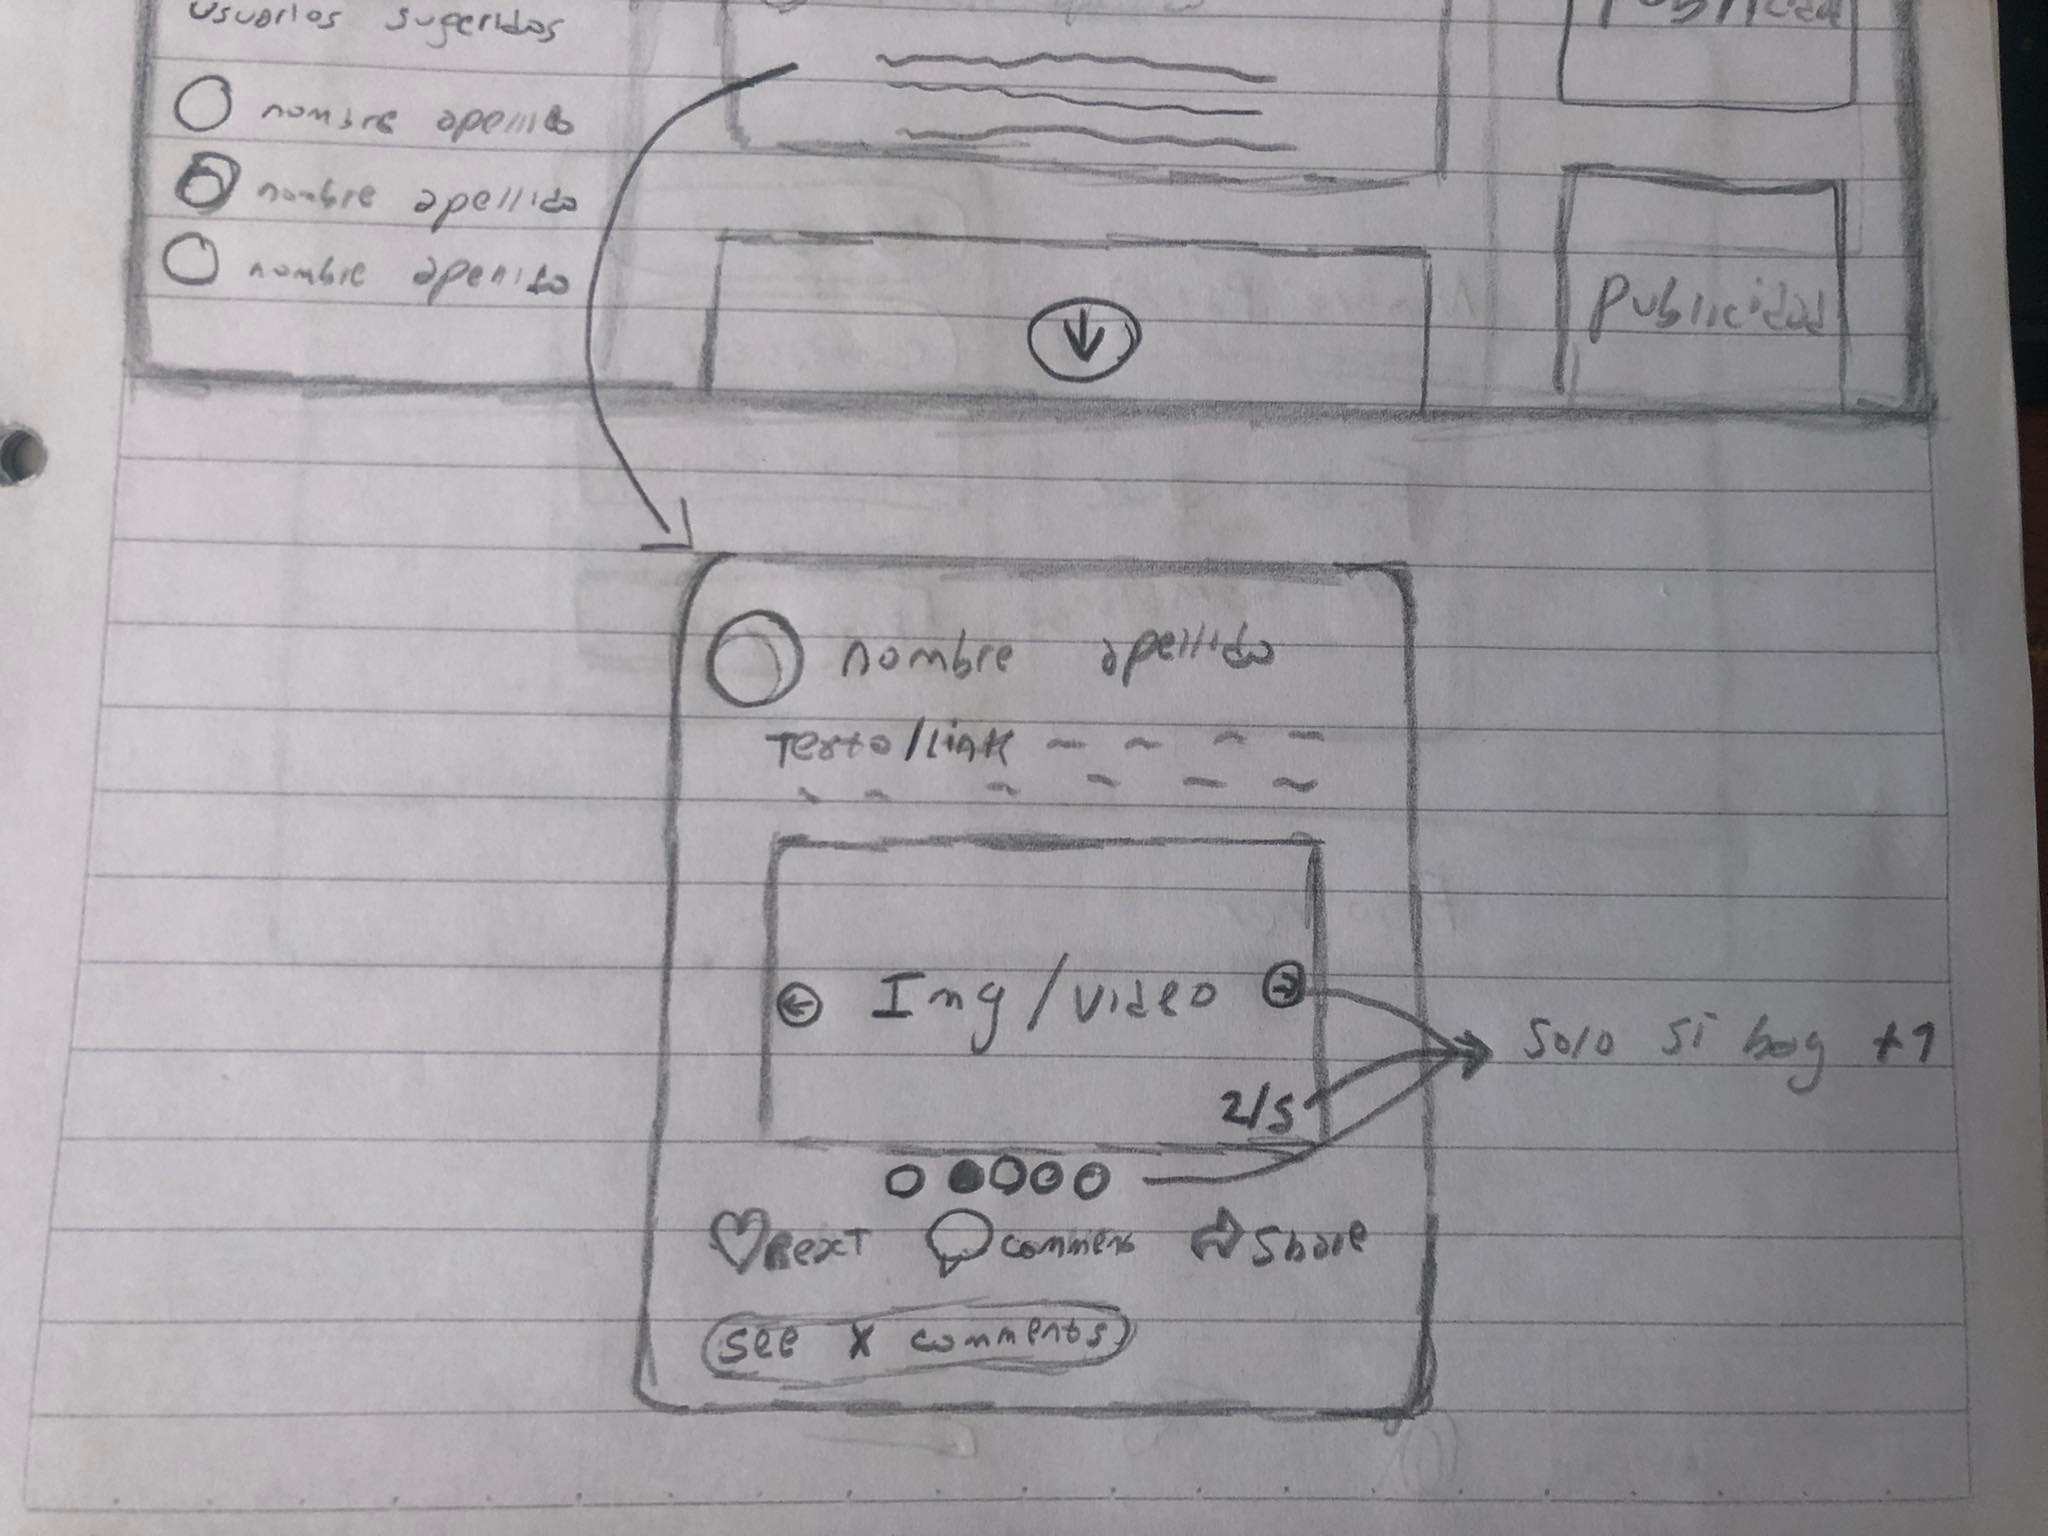 usuarios sugeridos
nombre apellido
nombre apellido
nombre apellido
publicidad
publicidad
nombre apellido
Texto/link
Img/video
2/5
solo si hay +1
React
comment
share
see x comments